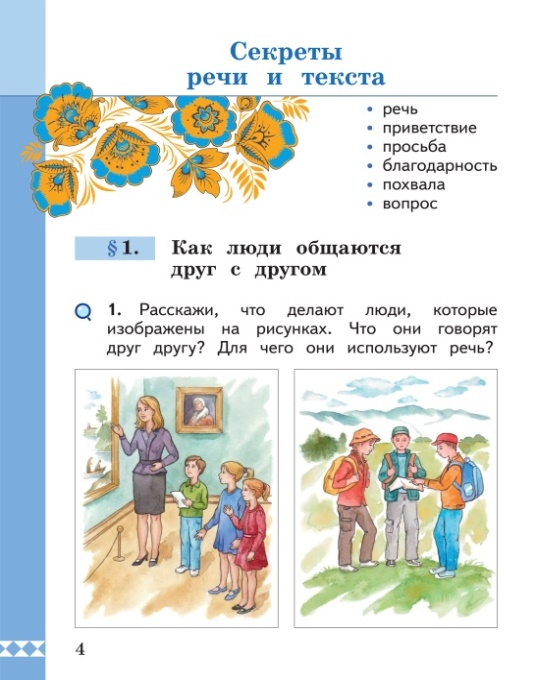 Секреты
речи и текста
• речь
• приветствие
• просьба
• благодарность
• похвала
• вопрос
§ 1. Как люди общаются
друг с другом
1. Расскажи, что делают люди, которые
изображены на рисунках. Что они говорят
друг другу? Для чего они используют речь?
4